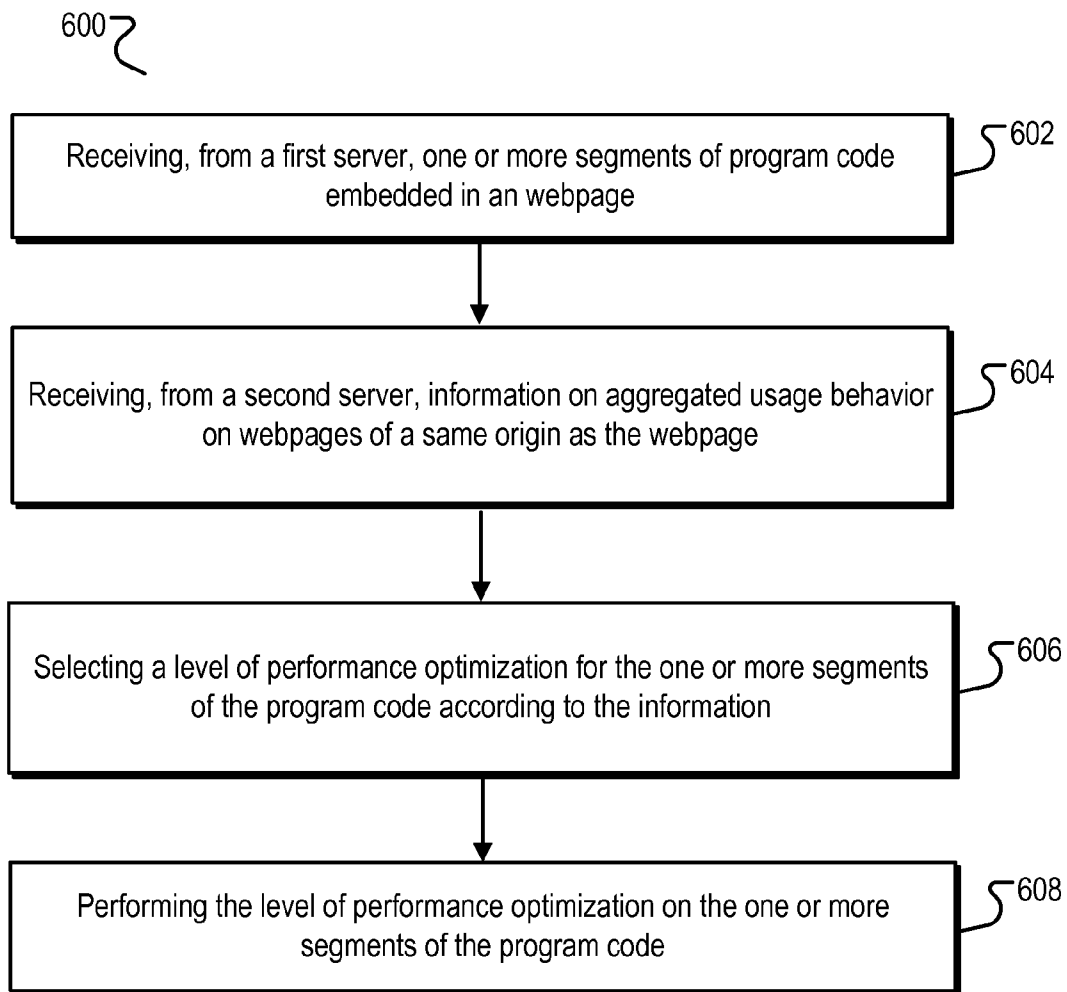 600
Receiving, from a first server, one or more segments of program code
embedded in an webpage
602
Receiving, from a second server, information on aggregated usage behavior
on webpages of a same origin as the webpage
604
Selecting a level of performance optimization for the one or more segments
of the program code according to the information
606
Performing the level of performance optimization on the one or more
segments of the program code
608